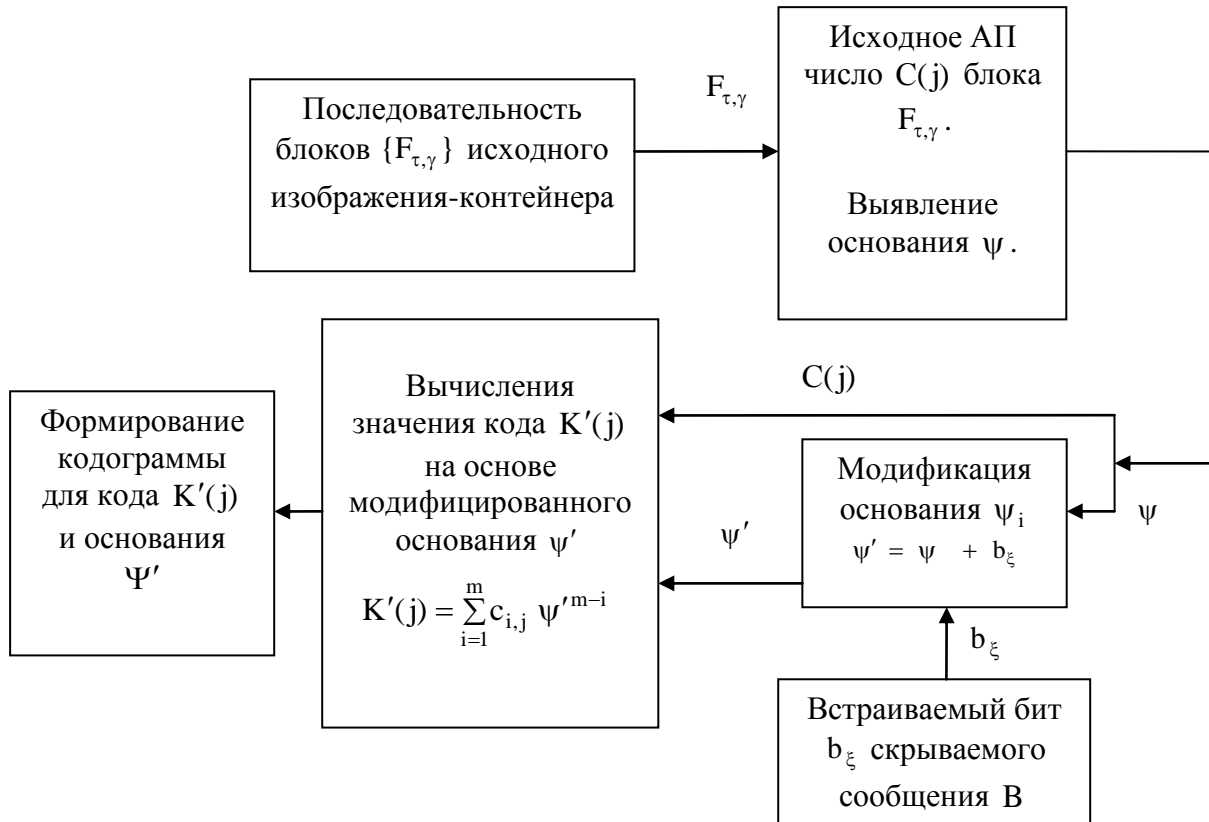 Последовательность
блоков {F_{τ,γ}} исходного
изображения-контейнера
F_{τ,γ}
Исходное АП
число C(j) блока
F_{τ,γ} .
Выявление
основания ψ .
C(j)
ψ
Модификация
основания ψ_i
ψ′ = ψ + b_ξ
b_ξ
Встраиваемый бит
b_ξ скрываемого
сообщения B
ψ′
Вычисления
значения кода K′(j)
на основе
модифицированного
основания ψ′
K′(j) = ∑_{i=1}^{m} c_{i,j} ψ′^{m−i}
Формирование
кодограммы
для кода K′(j)
и основания
Ψ′